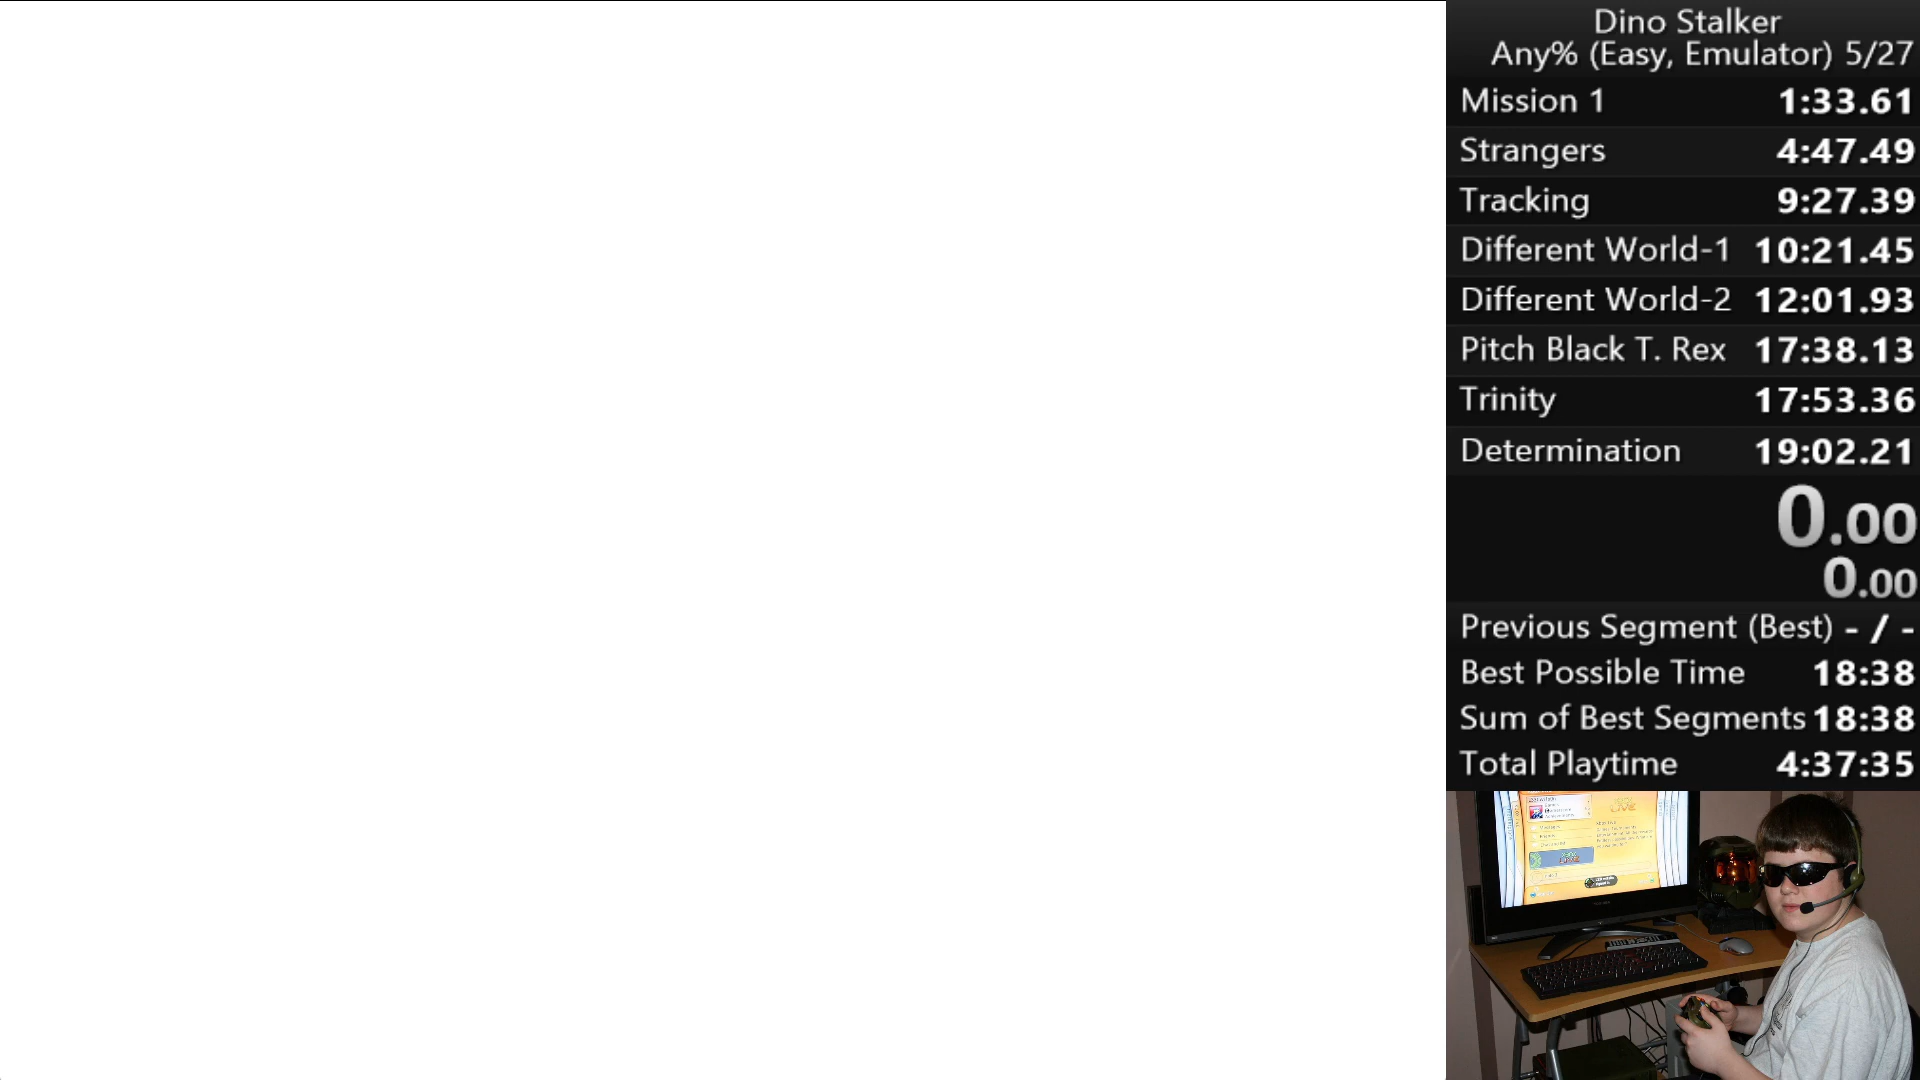 Dino Stalker
Any% (Easy, Emulator) 5/27
Mission 1 1:33.61
Strangers 4:47.49
Tracking 9:27.39
Different World-1 10:21.45
Different World-2 12:01.93
Pitch Black T. Rex 17:38.13
Trinity 17:53.36
Determination 19:02.21
0.00
0.00
Previous Segment (Best) - / -
Best Possible Time 18:38
Sum of Best Segments 18:38
Total Playtime 4:37:35